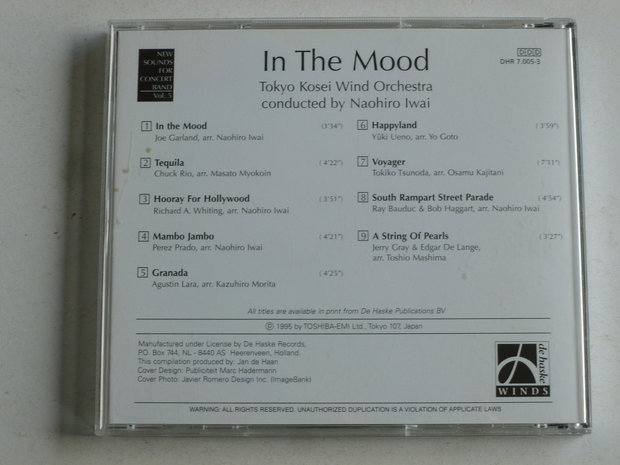 NEW
SOUNDS
FOR
CONCERT
BAND
Vol. 5
In The Mood
Tokyo Kosei Wind Orchestra
conducted by Naohiro Iwai
DDD
DHR 7.005-3
1 In the Mood (3'34")
Joe Garland, arr. Naohiro Iwai
2 Tequila (4'22")
Chuck Rio, arr. Masato Myokoin
3 Hooray For Hollywood (3'51")
Richard A. Whiting, arr. Naohiro Iwai
4 Mambo Jambo (4'21")
Perez Prado, arr. Naohiro Iwai
5 Granada (4'25")
Agustin Lara, arr. Kazuhiro Morita
6 Happyland (3'59")
Yûki Ueno, arr. Yo Goto
7 Voyager (7'11")
Tokiko Tsunoda, arr. Osamu Kajitani
8 South Rampart Street Parade (4'54")
Ray Bauduc & Bob Haggart, arr. Naohiro Iwai
9 A String Of Pearls (3'27")
Jerry Gray & Edgar De Lange,
arr. Toshio Mashima
All titles are available in print from De Haske Publications BV
℗ 1995 by TOSHIBA-EMI Ltd., Tokyo 107, Japan
Manufactured under License by De Haske Records,
P.O. Box 744, NL - 8440 AS Heerenveen, Holland.
This compilation produced by: Jan de Haan
Cover Design: Publiciteit Marc Hadermann
Cover Photo: Javier Romero Design Inc. (ImageBank)
de haske
WINDS
WARNING: ALL RIGHTS RESERVED. UNAUTHORIZED DUPLICATION IS A VIOLATION OF APPLICATE LAWS